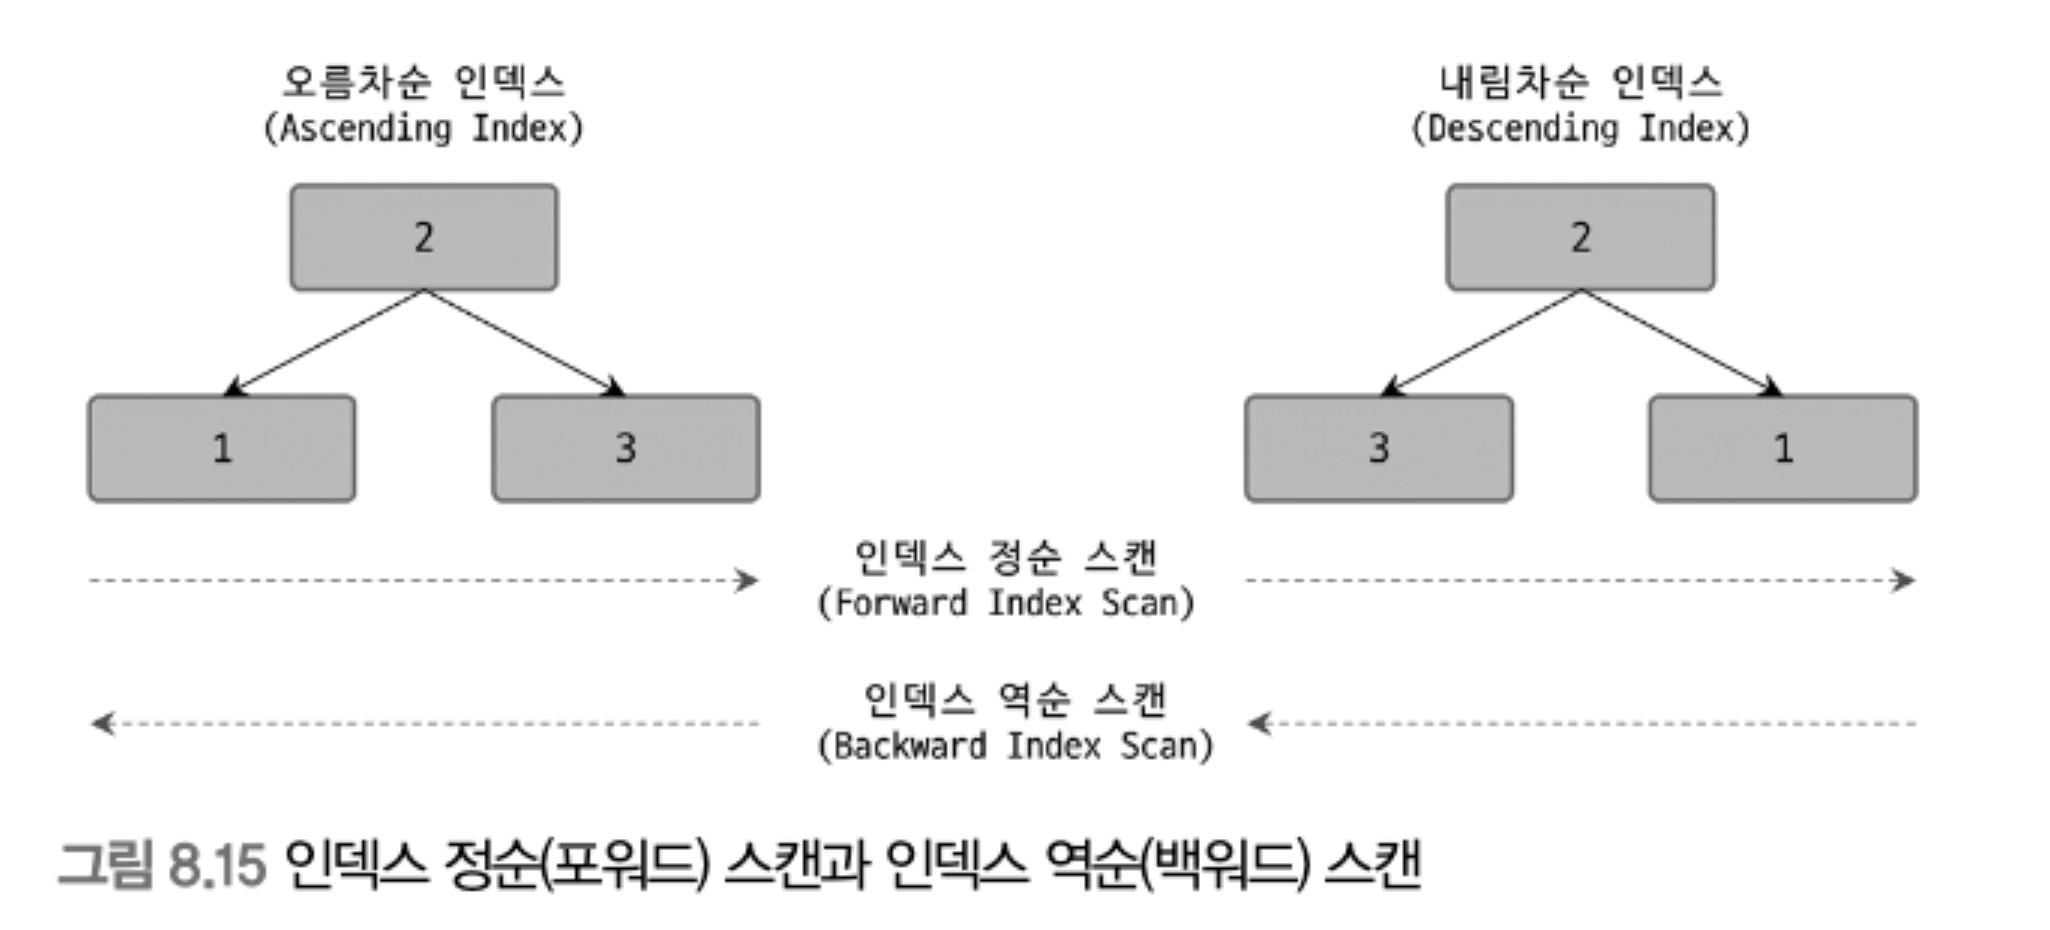 오름차순 인덱스
(Ascending Index)
2
1
3
내림차순 인덱스
(Descending Index)
2
3
1
인덱스 정순 스캔
(Forward Index Scan)
인덱스 역순 스캔
(Backward Index Scan)
그림 8.15 인덱스 정순(포워드) 스캔과 인덱스 역순(백워드) 스캔